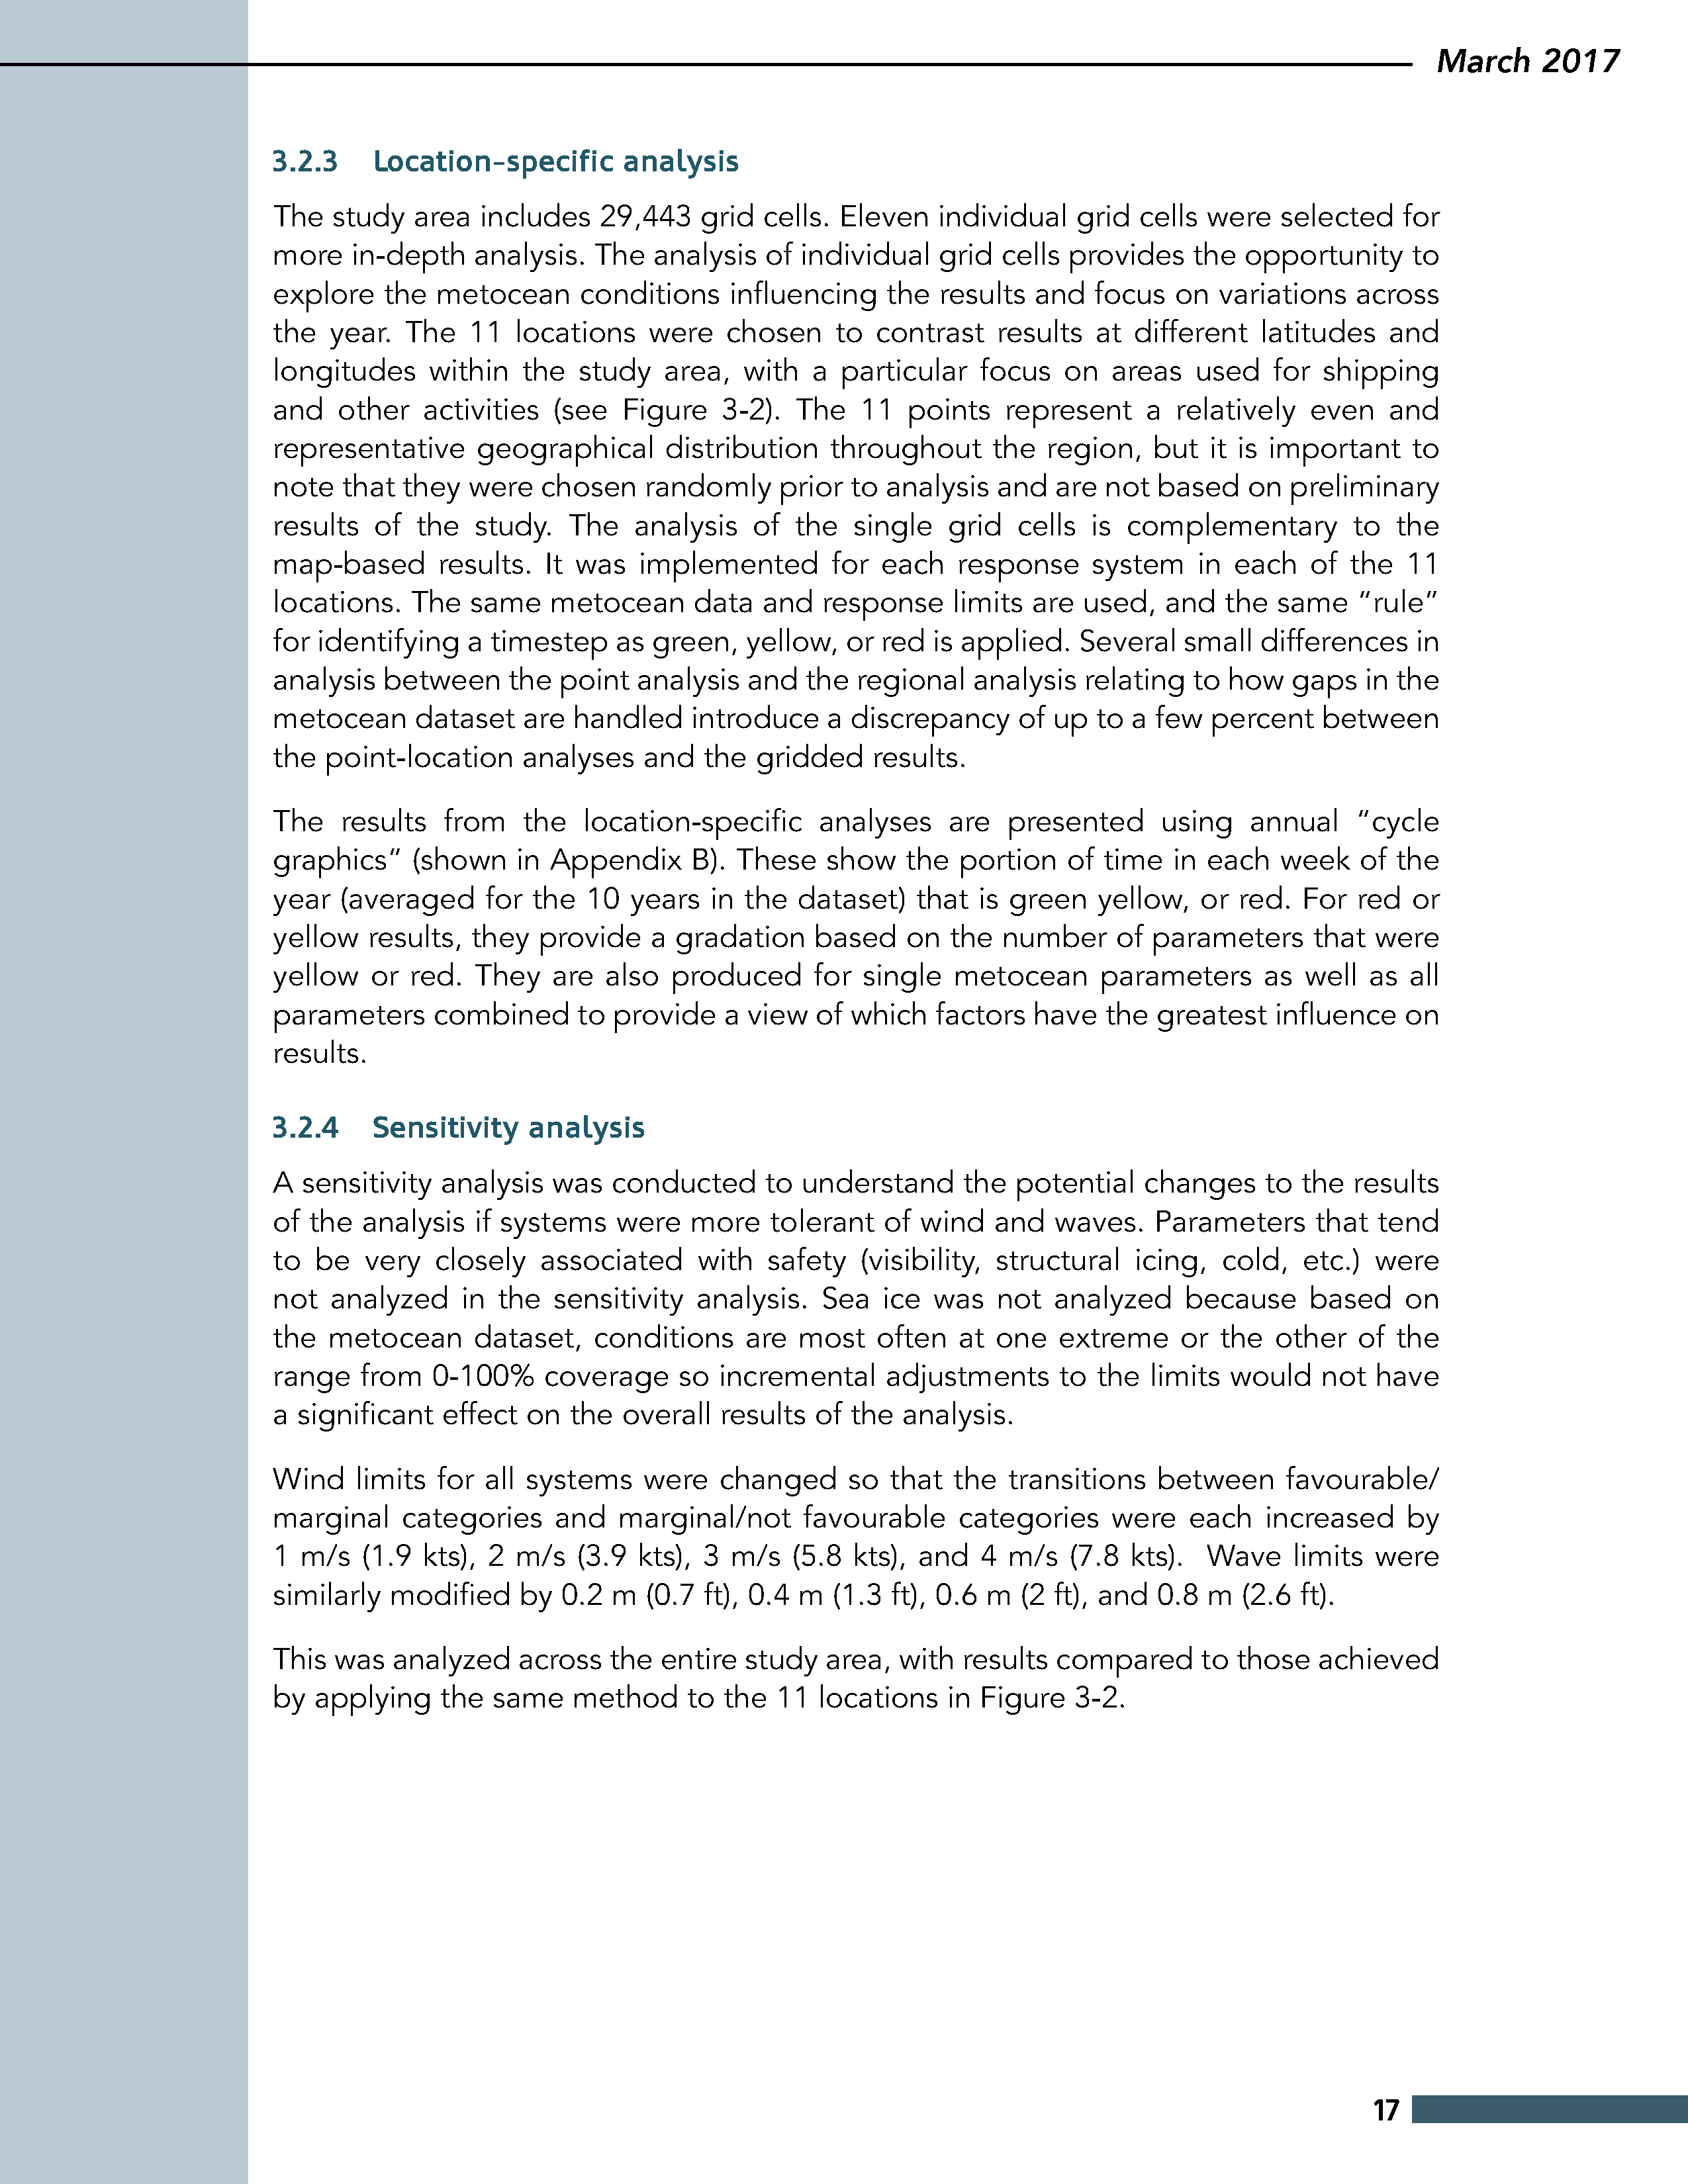 March 2017
3.2.3 Location-specific analysis
The study area includes 29,443 grid cells. Eleven individual grid cells were selected for
more in-depth analysis. The analysis of individual grid cells provides the opportunity to
explore the metocean conditions influencing the results and focus on variations across
the year. The 11 locations were chosen to contrast results at different latitudes and
longitudes within the study area, with a particular focus on areas used for shipping
and other activities (see Figure 3-2). The 11 points represent a relatively even and
representative geographical distribution throughout the region, but it is important to
note that they were chosen randomly prior to analysis and are not based on preliminary
results of the study. The analysis of the single grid cells is complementary to the
map-based results. It was implemented for each response system in each of the 11
locations. The same metocean data and response limits are used, and the same “rule”
for identifying a timestep as green, yellow, or red is applied. Several small differences in
analysis between the point analysis and the regional analysis relating to how gaps in the
metocean dataset are handled introduce a discrepancy of up to a few percent between
the point-location analyses and the gridded results.
The results from the location-specific analyses are presented using annual “cycle
graphics” (shown in Appendix B). These show the portion of time in each week of the
year (averaged for the 10 years in the dataset) that is green yellow, or red. For red or
yellow results, they provide a gradation based on the number of parameters that were
yellow or red. They are also produced for single metocean parameters as well as all
parameters combined to provide a view of which factors have the greatest influence on
results.
3.2.4 Sensitivity analysis
A sensitivity analysis was conducted to understand the potential changes to the results
of the analysis if systems were more tolerant of wind and waves. Parameters that tend
to be very closely associated with safety (visibility, structural icing, cold, etc.) were
not analyzed in the sensitivity analysis. Sea ice was not analyzed because based on
the metocean dataset, conditions are most often at one extreme or the other of the
range from 0-100% coverage so incremental adjustments to the limits would not have
a significant effect on the overall results of the analysis.
Wind limits for all systems were changed so that the transitions between favourable/
marginal categories and marginal/not favourable categories were each increased by
1 m/s (1.9 kts), 2 m/s (3.9 kts), 3 m/s (5.8 kts), and 4 m/s (7.8 kts).  Wave limits were
similarly modified by 0.2 m (0.7 ft), 0.4 m (1.3 ft), 0.6 m (2 ft), and 0.8 m (2.6 ft).
This was analyzed across the entire study area, with results compared to those achieved
by applying the same method to the 11 locations in Figure 3-2.
17